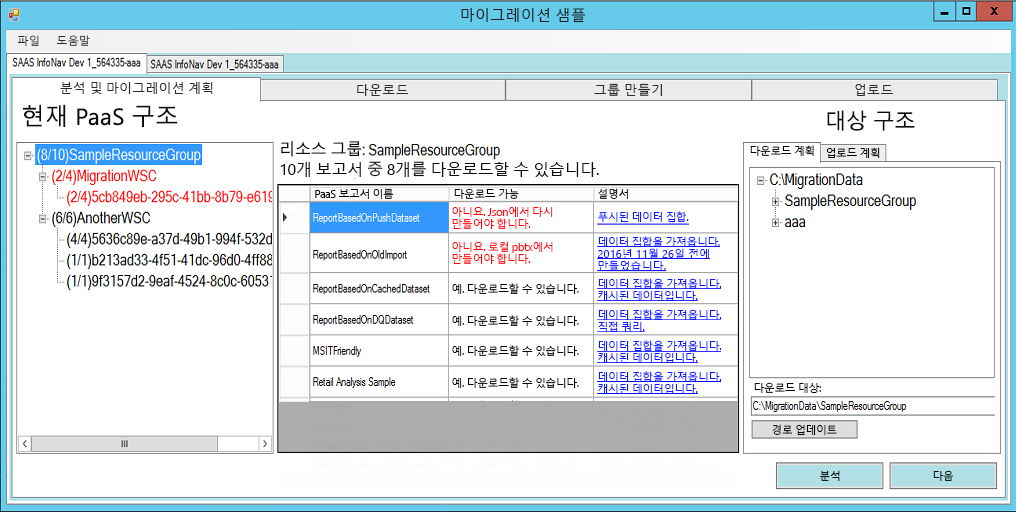 마이그레이션 샘플
파일 도움말
SAAS InfoNav Dev 1_564335-aaa SAAS InfoNav Dev 1_564335-aaa
분석 및 마이그레이션 계획 다운로드 그룹 만들기 업로드
현재 PaaS 구조
(8/10)SampleResourceGroup
(2/4)MigrationWSC
(2/4)5cb849eb-295c-41bb-8b79-e619
(6/6)AnotherWSC
(4/4)5636c89e-a37d-49b1-994f-532d
(1/1)b213ad33-4f51-41dc-96d0-4ff88
(1/1)9f3157d2-9eaf-4524-8c0c-60537
리소스 그룹: SampleResourceGroup
10개 보고서 중 8개를 다운로드할 수 있습니다.
PaaS 보고서 이름 다운로드 가능 설명서
ReportBasedOnPushDataset 아니요, Json에서 다시
만들어야 합니다. 푸시된 데이터 집합.
ReportBasedOnOldImport 아니요, 로컬 pbtx에서
만들어야 합니다. 데이터 집합을 가져옵니다.
2016년 11월 26일 전에
만들었습니다.
ReportBasedOnCachedDataset 예. 다운로드할 수 있습니다. 데이터 집합을 가져옵니다.
캐시된 데이터입니다.
ReportBasedOnDQDataset 예. 다운로드할 수 있습니다. 데이터 집합을 가져옵니다.
직접 쿼리.
MSITFriendly 예. 다운로드할 수 있습니다. 데이터 집합을 가져옵니다.
캐시된 데이터입니다.
Retail Analysis Sample 예. 다운로드할 수 있습니다. 데이터 집합을 가져옵니다.
캐시된 데이터입니다.
대상 구조
다운로드 계획 업로드 계획
C:\MigrationData
SampleResourceGroup
aaa
다운로드 대상:
C:\MigrationData\SampleResourceGroup
경로 업데이트
분석 다음